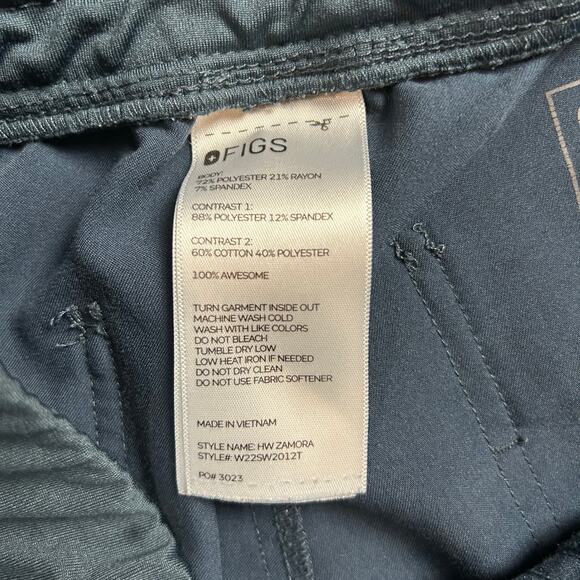 FIGS
BODY:
72% POLYESTER 21% RAYON
7% SPANDEX
CONTRAST 1:
88% POLYESTER 12% SPANDEX
CONTRAST 2:
60% COTTON 40% POLYESTER
100% AWESOME
TURN GARMENT INSIDE OUT
MACHINE WASH COLD
WASH WITH LIKE COLORS
DO NOT BLEACH
TUMBLE DRY LOW
LOW HEAT IRON IF NEEDED
DO NOT DRY CLEAN
DO NOT USE FABRIC SOFTENER
MADE IN VIETNAM
STYLE NAME: HW ZAMORA
STYLE#: W22SW2012T
PO# 3023